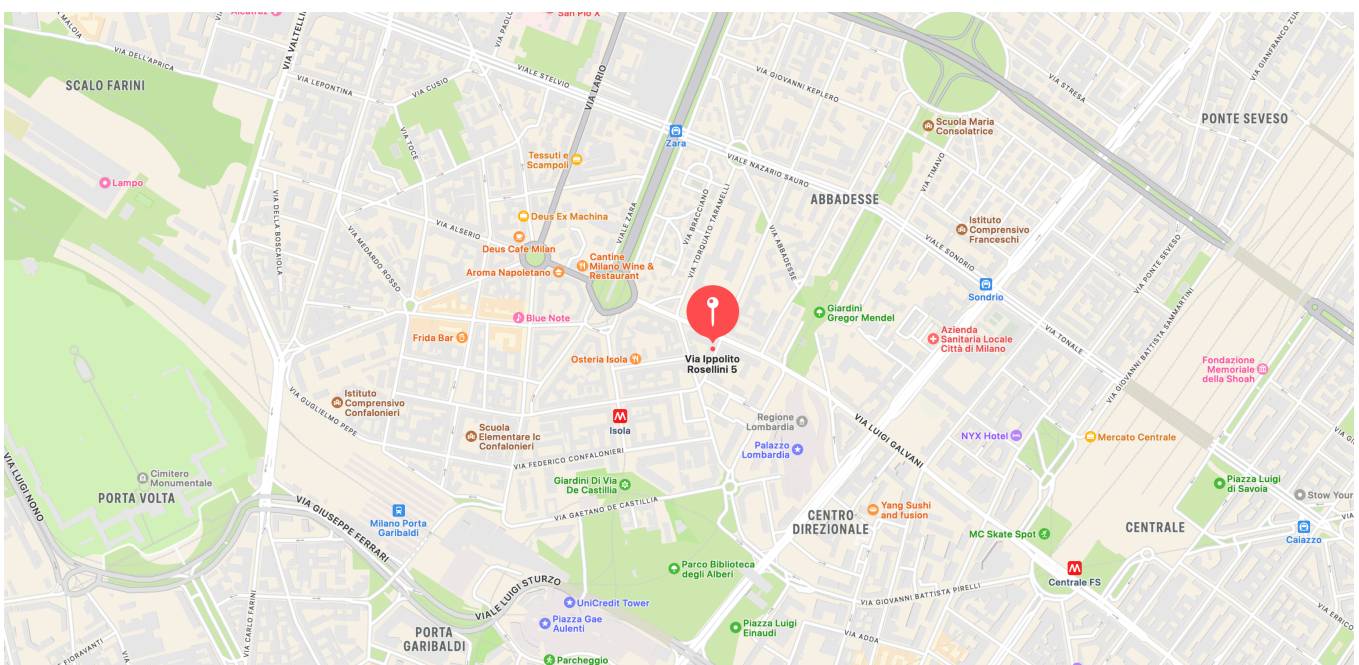 San Pio X
VIA VALTELLINA
VIA DELL'APRICA
SCALO FARINI
VIA LEPONTINA
VIA CUSIO
VIA LARIO
VIALE STELVIO
VIA GIOVANNI KEPLERO
VIA STRESA
VIA TOCE
Scuola Maria
Consolatrice
PONTE SEVESO
Zara
Tessuti e
Scampoli
Lampo
VIALE NAZARIO SAURO
VIA TIMAVO
ABBADESSE
VIA BRACCIANO
VIA TORQUATO TARAMELLI
VIA DELLA BOSCAIOLA
VIA MEDARDO ROSSO
VIA ALSERIO
Deus Ex Machina
Deus Cafe Milan
VIALE ZARA
VIA ABBADESSE
Istituto
Comprensivo
Franceschi
VIALE SONDRIO
VIA PONTE SEVESO
Cantine
Milano Wine &
Restaurant
Aroma Napoletano
Sondrio
Giardini
Gregor Mendel
Blue Note
Frida Bar
VIA TONALE
VIA GIOVANNI BATTISTA SAMMARTINI
Azienda
Sanitaria Locale
Città di Milano
Osteria Isola
Via Ippolito
Rosellini 5
Fondazione
Memoriale
della Shoah
Istituto
Comprensivo
Confalonieri
VIA GUGLIELMO PEPE
M
Isola
Scuola
Elementare Ic
Confalonieri
Regione
Lombardia
Palazzo
Lombardia
VIA LUIGI GALVANI
NYX Hotel
Mercato Centrale
VIA FEDERICO CONFALONIERI
VIA LUIGI NONO
Cimitero
Monumentale
PORTA VOLTA
Giardini Di Via
De Castillia
VIA GAETANO DE CASTILLIA
Piazza Luigi
di Savoia
Stow Your
VIA GIUSEPPE FERRARI
Milano Porta
Garibaldi
CENTRO
DIREZIONALE
Yang Sushi
and fusion
MC Skate Spot
CENTRALE
Caiazzo
Parco Biblioteca
degli Alberi
M
Centrale FS
VIALE LUIGI STURZO
UniCredit Tower
Piazza Gae
Aulenti
VIA GIOVANNI BATTISTA PIRELLI
VIA CARLO FARINI
PORTA
GARIBALDI
Piazza Luigi
Einaudi
VIA ADDA
VIA ERRICO
Parcheggio